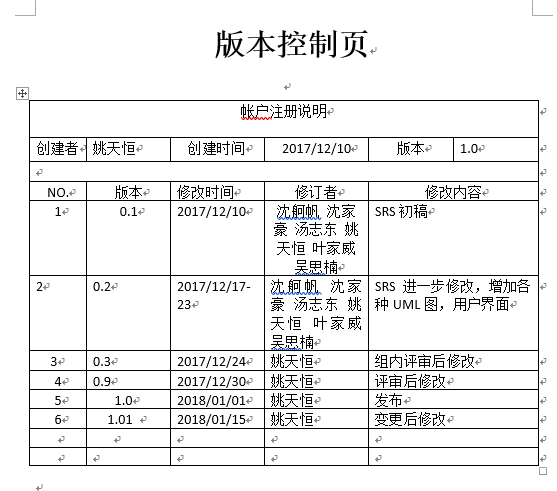 版本控制页
帐户注册说明
创建者 姚天恒 创建时间 2017/12/10 版本 1.0
NO. 版本 修改时间 修订者 修改内容
1 0.1 2017/12/10 沈舸帆 沈家 SRS 初稿
豪 汤志东 姚
天恒 叶家威
吴思楠
2 0.2 2017/12/17- 沈舸帆 沈家 SRS 进一步修改，增加各
23 豪 汤志东 姚 种 UML 图，用户界面
天恒 叶家威
吴思楠
3 0.3 2017/12/24 姚天恒 组内评审后修改
4 0.9 2017/12/30 姚天恒 评审后修改
5 1.0 2018/01/01 姚天恒 发布
6 1.01 2018/01/15 姚天恒 变更后修改